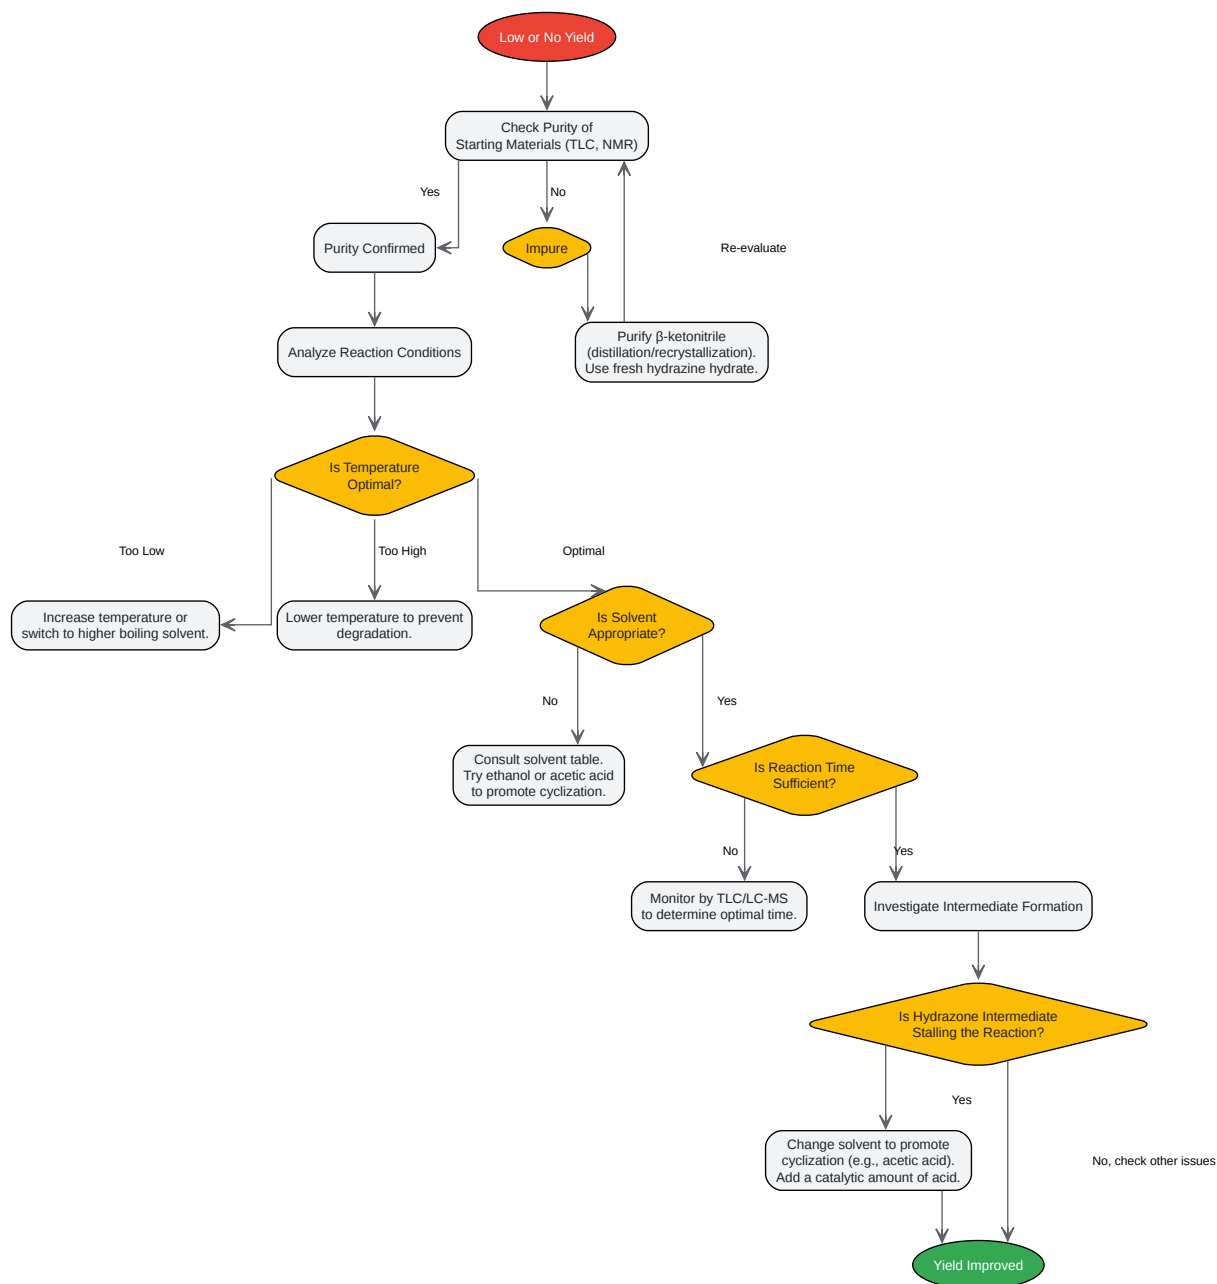 Low or No Yield
Check Purity of
Starting Materials (TLC, NMR)
Yes
No
Purity Confirmed
Impure
Re-evaluate
Analyze Reaction Conditions
Purify β-ketonitrile
(distillation/recrystallization).
Use fresh hydrazine hydrate.
Is Temperature
Optimal?
Too Low
Too High
Optimal
Increase temperature or
switch to higher boiling solvent.
Lower temperature to prevent
degradation.
Is Solvent
Appropriate?
No
Yes
Consult solvent table.
Try ethanol or acetic acid
to promote cyclization.
Is Reaction Time
Sufficient?
No
Yes
Monitor by TLC/LC-MS
to determine optimal time.
Investigate Intermediate Formation
Is Hydrazone Intermediate
Stalling the Reaction?
Yes
Change solvent to promote
cyclization (e.g., acetic acid).
Add a catalytic amount of acid.
No, check other issues
Yield Improved